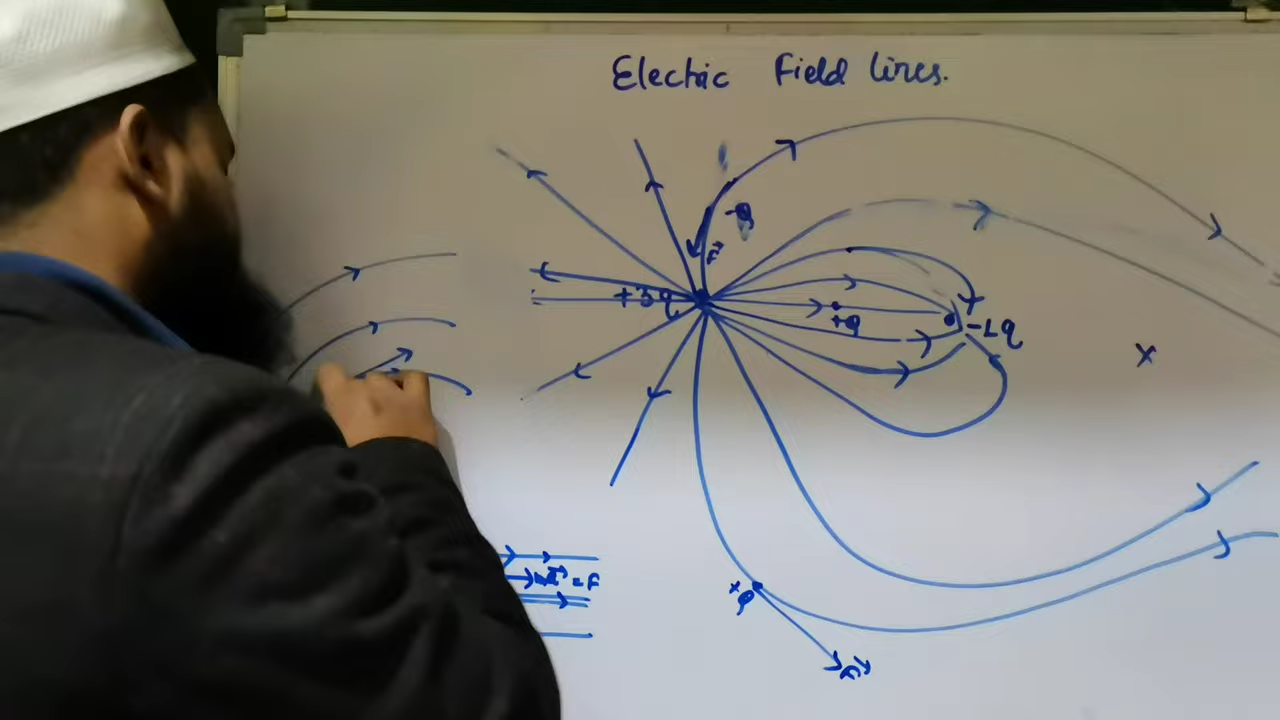 Electric Field lines.
-Q
F
+3q
+Q
-1q
x
= F
+Q
F